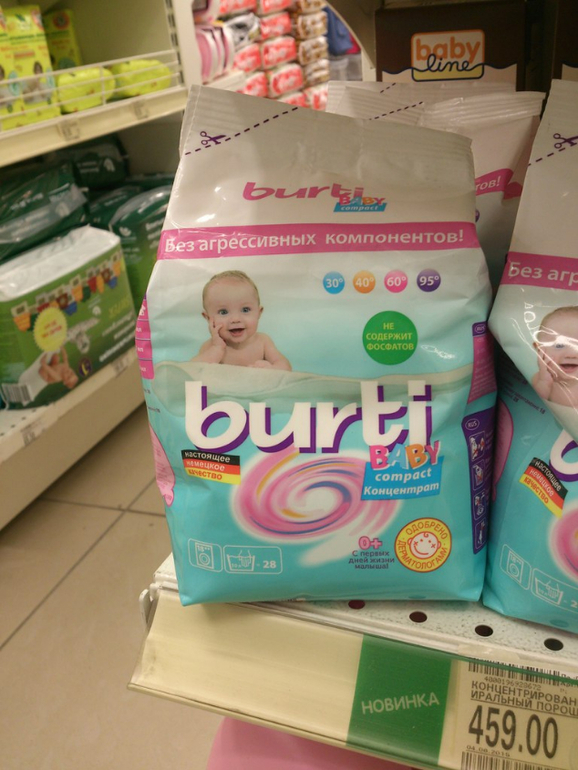 baby
line
burti
BABY
compact
Без агрессивных компонентов!
30° 40° 60° 95°
НЕ
СОДЕРЖИТ
ФОСФАТОВ
burti
BABY
compact
Концентрат
настоящее
немецкое
качество
0+
С первых
дней жизни
малыша!
ОДОБРЕНО
ДЕРМАТОЛОГАМИ
28
ов!
Без аг
настоящее
немецкое
качество
НОВИНКА
КОНЦЕНТРИРОВАН
ИРАЛЬНЫЙ ПОРОШ
459.00